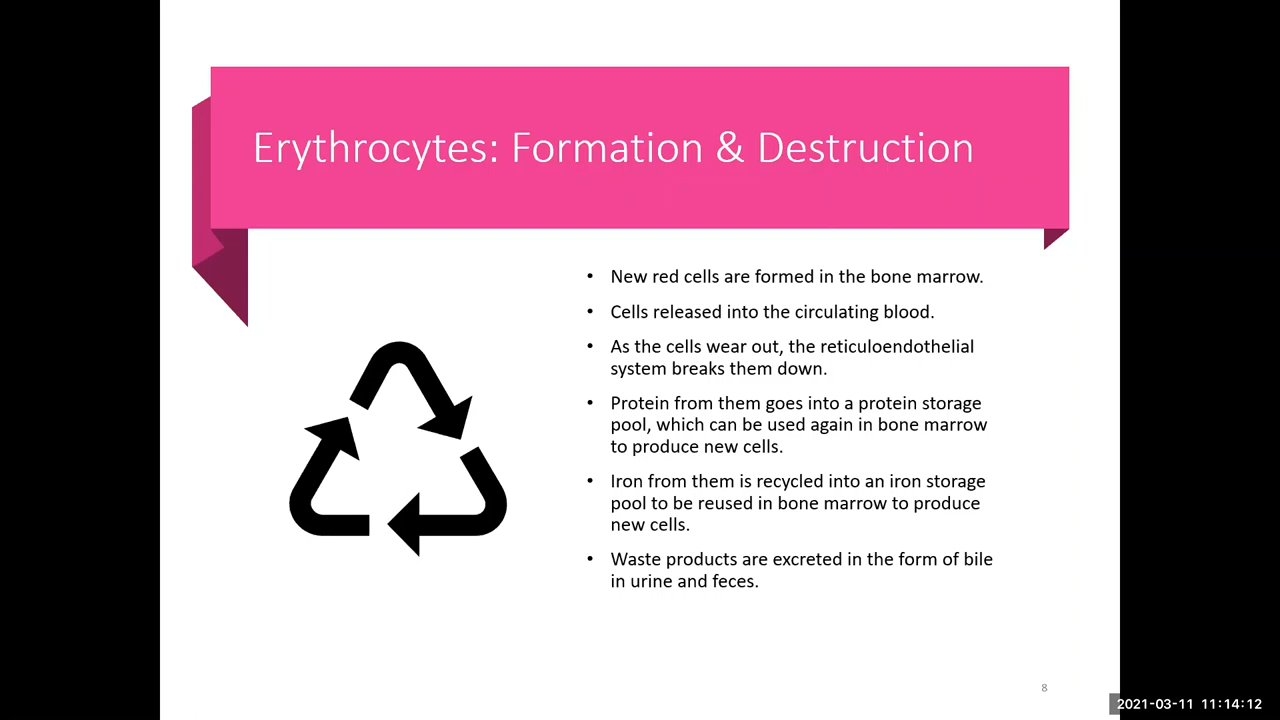 Erythrocytes: Formation & Destruction
• New red cells are formed in the bone marrow.
• Cells released into the circulating blood.
• As the cells wear out, the reticuloendothelial
system breaks them down.
• Protein from them goes into a protein storage
pool, which can be used again in bone marrow
to produce new cells.
• Iron from them is recycled into an iron storage
pool to be reused in bone marrow to produce
new cells.
• Waste products are excreted in the form of bile
in urine and feces.
8
2021-03-11 11:14:12